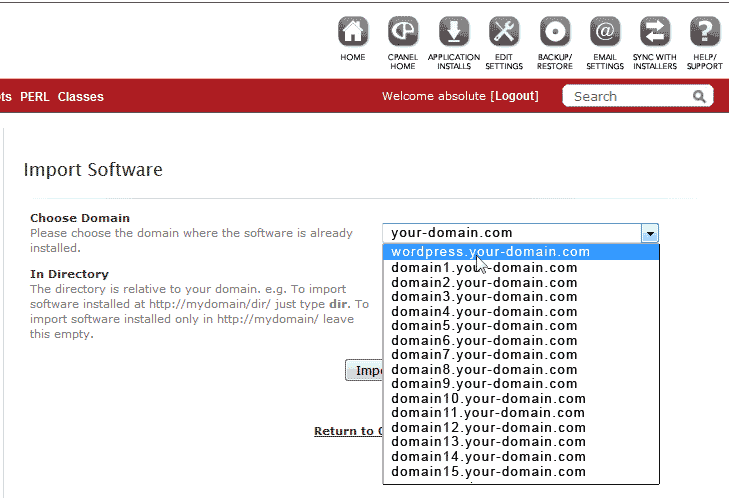 HOME
CPANEL HOME
APPLICATION INSTALLS
EDIT SETTINGS
BACKUP/ RESTORE
EMAIL SETTINGS
SYNC WITH INSTALLERS
HELP/ SUPPORT
PERL Classes
Welcome absolute [Logout]
Search
Import Software
Choose Domain
Please choose the domain where the software is already
installed.
In Directory
The directory is relative to your domain. e.g. To import
software installed at http://mydomain/dir/ just type dir. To
import software installed only in http://mydomain/ leave
this empty.
your-domain.com
wordpress.your-domain.com
domain1.your-domain.com
domain2.your-domain.com
domain3.your-domain.com
domain4.your-domain.com
domain5.your-domain.com
domain6.your-domain.com
domain7.your-domain.com
domain8.your-domain.com
domain9.your-domain.com
domain10.your-domain.com
domain11.your-domain.com
domain12.your-domain.com
domain13.your-domain.com
domain14.your-domain.com
domain15.your-domain.com
Return to